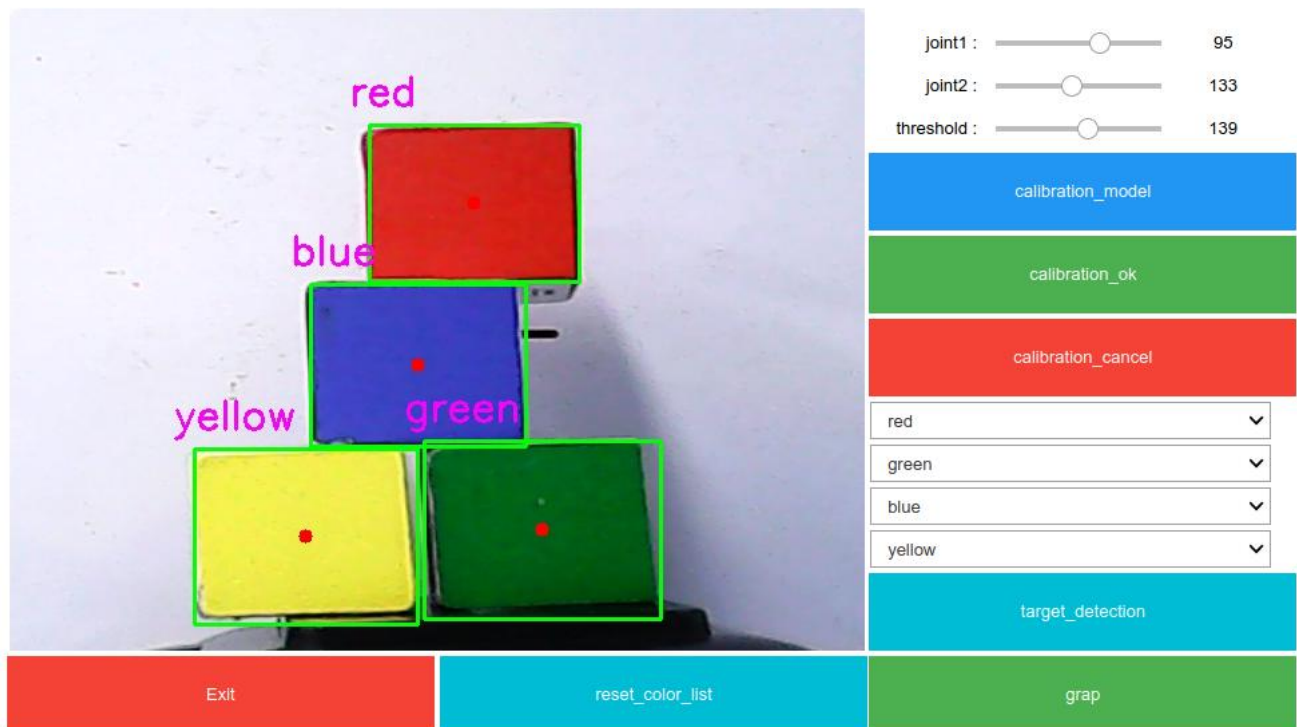 red
blue
yellow
green
joint1 :
95
joint2 :
133
threshold :
139
calibration_model
calibration_ok
calibration_cancel
red
green
blue
yellow
target_detection
Exit
reset_color_list
grap